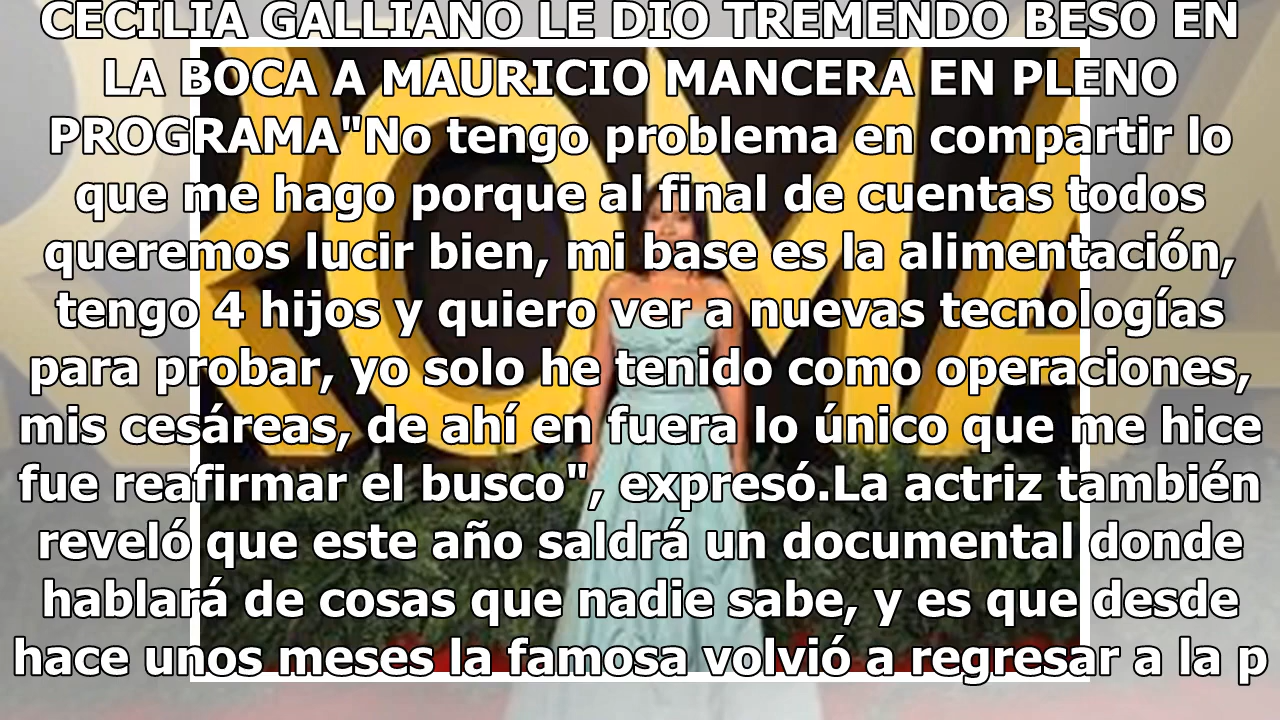 CECILIA GALLIANO LE DIO TREMENDO BESO EN
LA BOCA A MAURICIO MANCERA EN PLENO
PROGRAMA"No tengo problema en compartir lo
que me hago porque al final de cuentas todos
queremos lucir bien, mi base es la alimentación,
tengo 4 hijos y quiero ver a nuevas tecnologías
para probar, yo solo he tenido como operaciones,
mis cesáreas, de ahí en fuera lo único que me hice
fue reafirmar el busco", expresó.La actriz también
reveló que este año saldrá un documental donde
hablará de cosas que nadie sabe, y es que desde
hace unos meses la famosa volvió a regresar a la p
ROMA